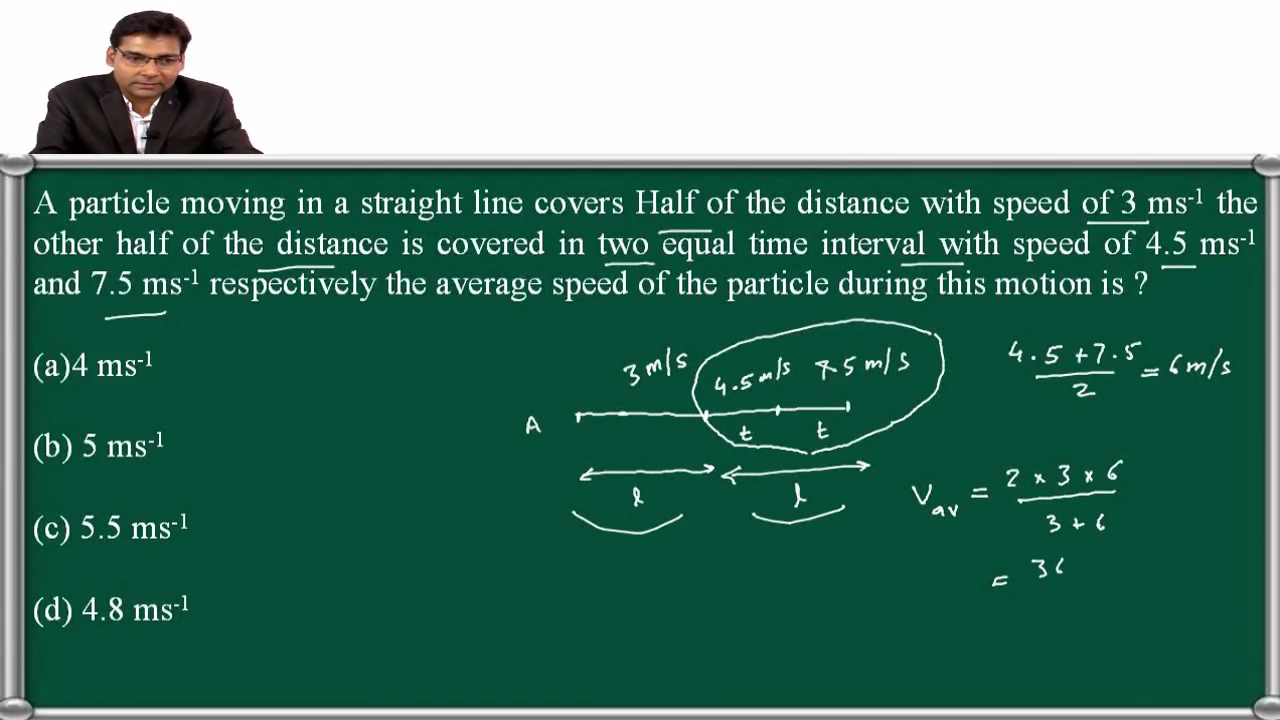 A particle moving in a straight line covers Half of the distance with speed of 3 ms-1 the
other half of the distance is covered in two equal time interval with speed of 4.5 ms-1
and 7.5 ms-1 respectively the average speed of the particle during this motion is ?
(a)4 ms-1
(b) 5 ms-1
(c) 5.5 ms-1
(d) 4.8 ms-1
3 m/s 4.5 m/s 7.5 m/s
A
t t
l l
4.5 + 7.5
2
= 6 m/s
Vav = 2 × 3 × 6
3 + 6
= 36